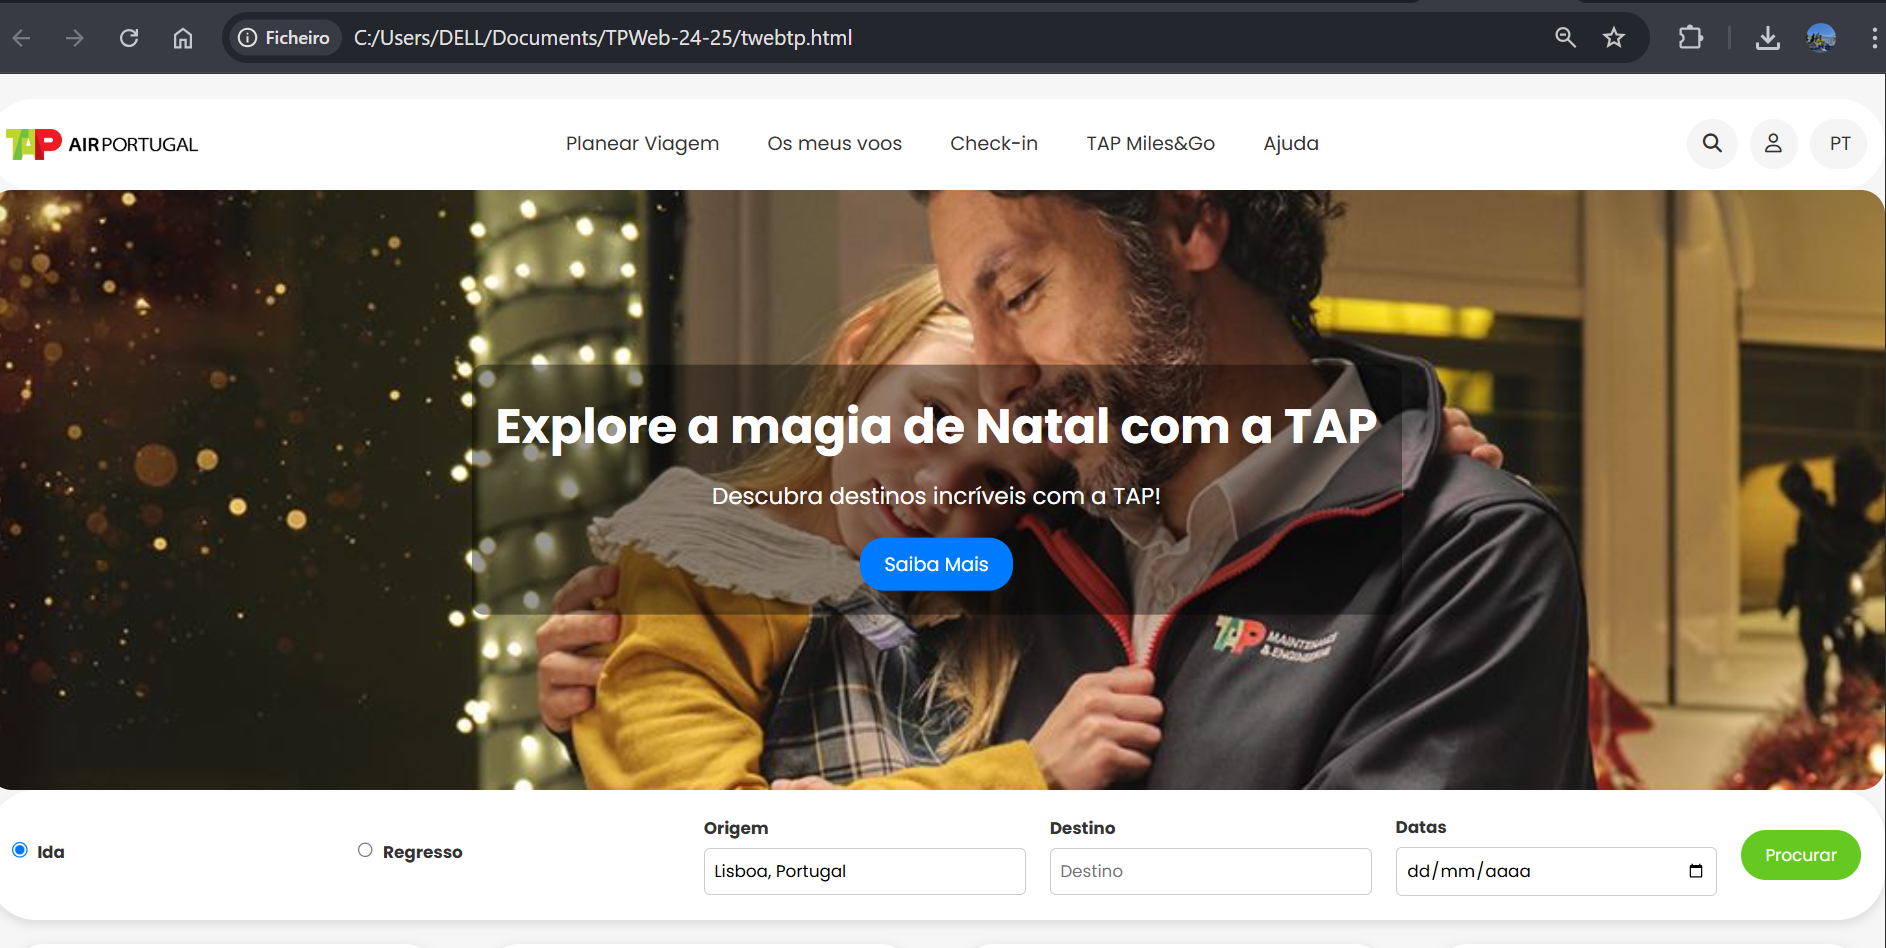 Ficheiro C:/Users/DELL/Documents/TPWeb-24-25/twebtp.html
TAP AIRPORTUGAL Planear Viagem Os meus voos Check-in TAP Miles&Go Ajuda PT
Explore a magia de Natal com a TAP
Descubra destinos incríveis com a TAP!
Saiba Mais
TAP MAINTENANCE
& ENGINEERING
Origem Destino Datas
Ida Regresso Lisboa, Portugal Destino dd/mm/aaaa Procurar